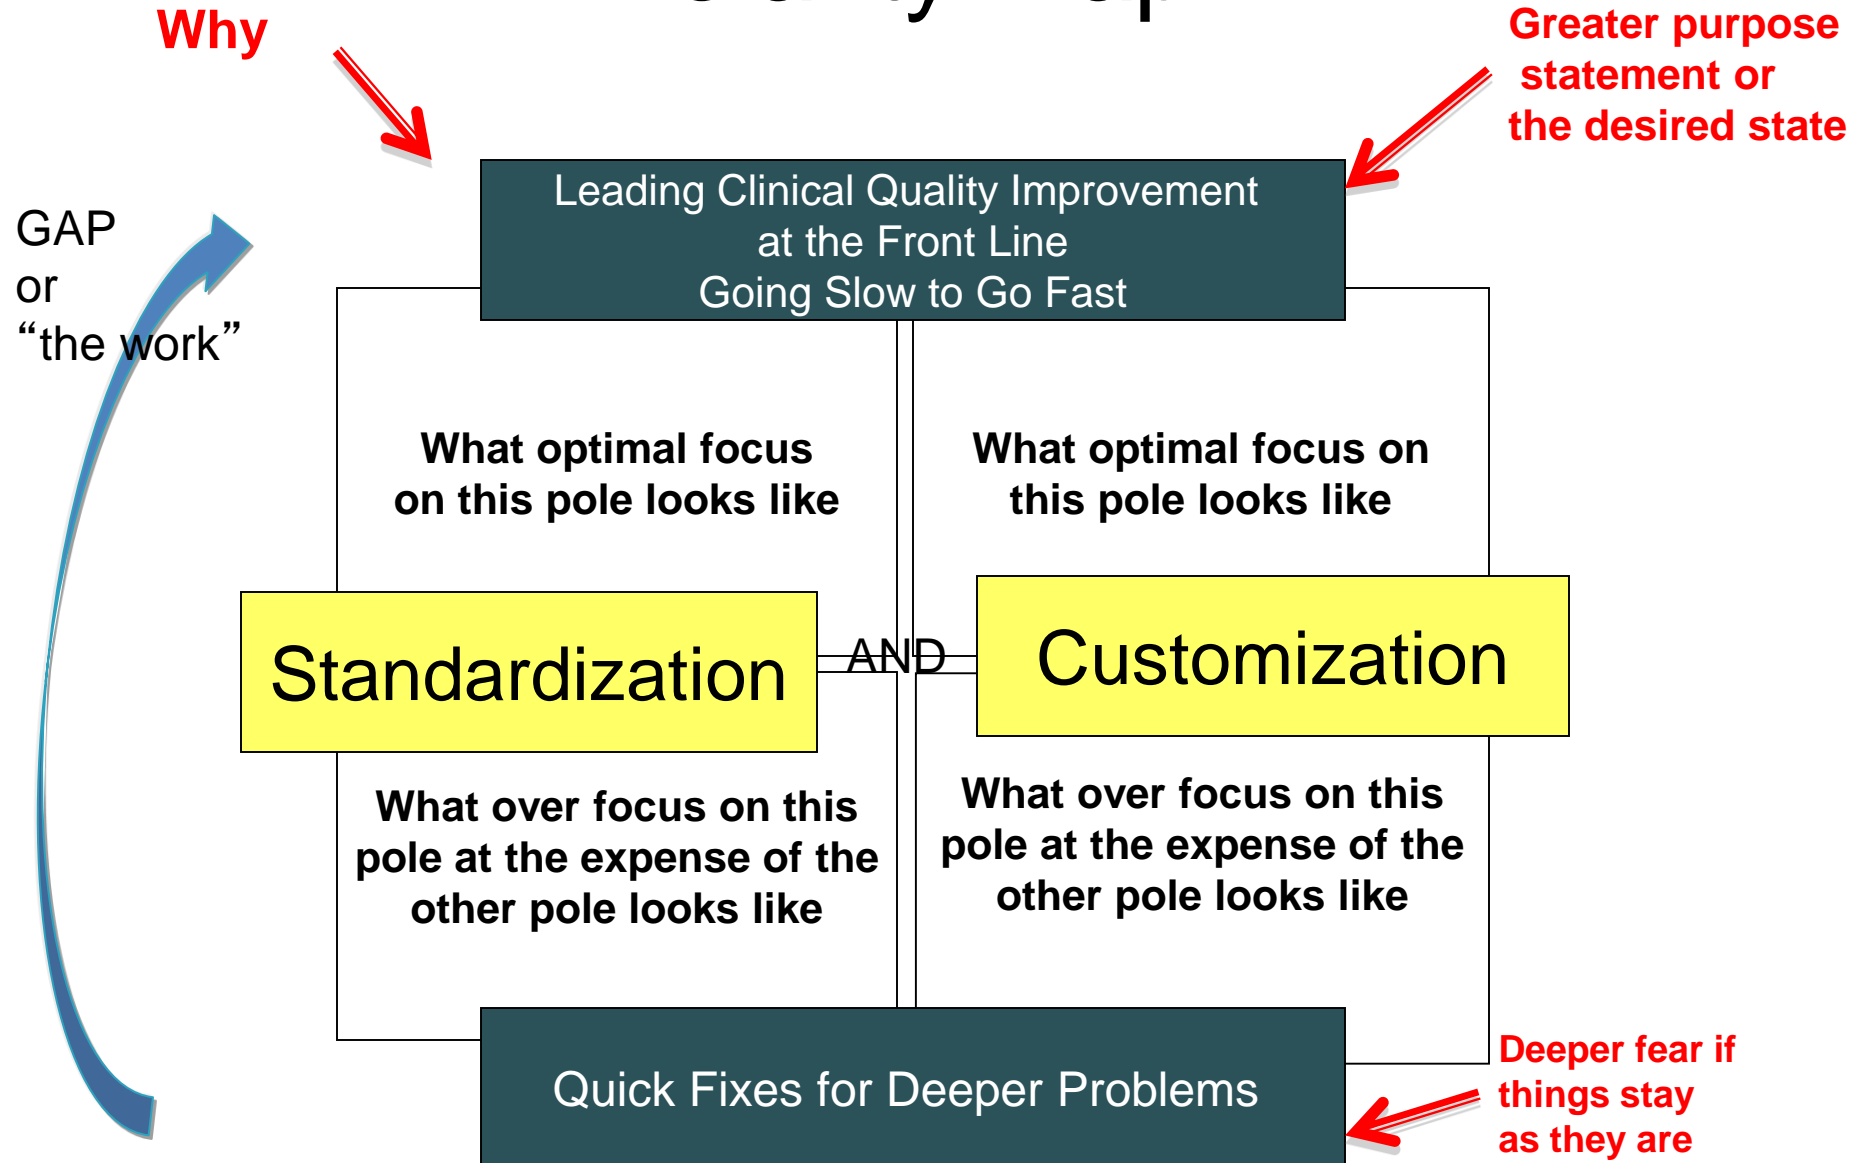 Why
Greater purpose
statement or
the desired state
Leading Clinical Quality Improvement
at the Front Line
Going Slow to Go Fast
GAP
or
“the work”
What optimal focus
on this pole looks like
What optimal focus on
this pole looks like
Standardization
AND
Customization
What over focus on this
pole at the expense of the
other pole looks like
What over focus on this
pole at the expense of the
other pole looks like
Quick Fixes for Deeper Problems
Deeper fear if
things stay
as they are